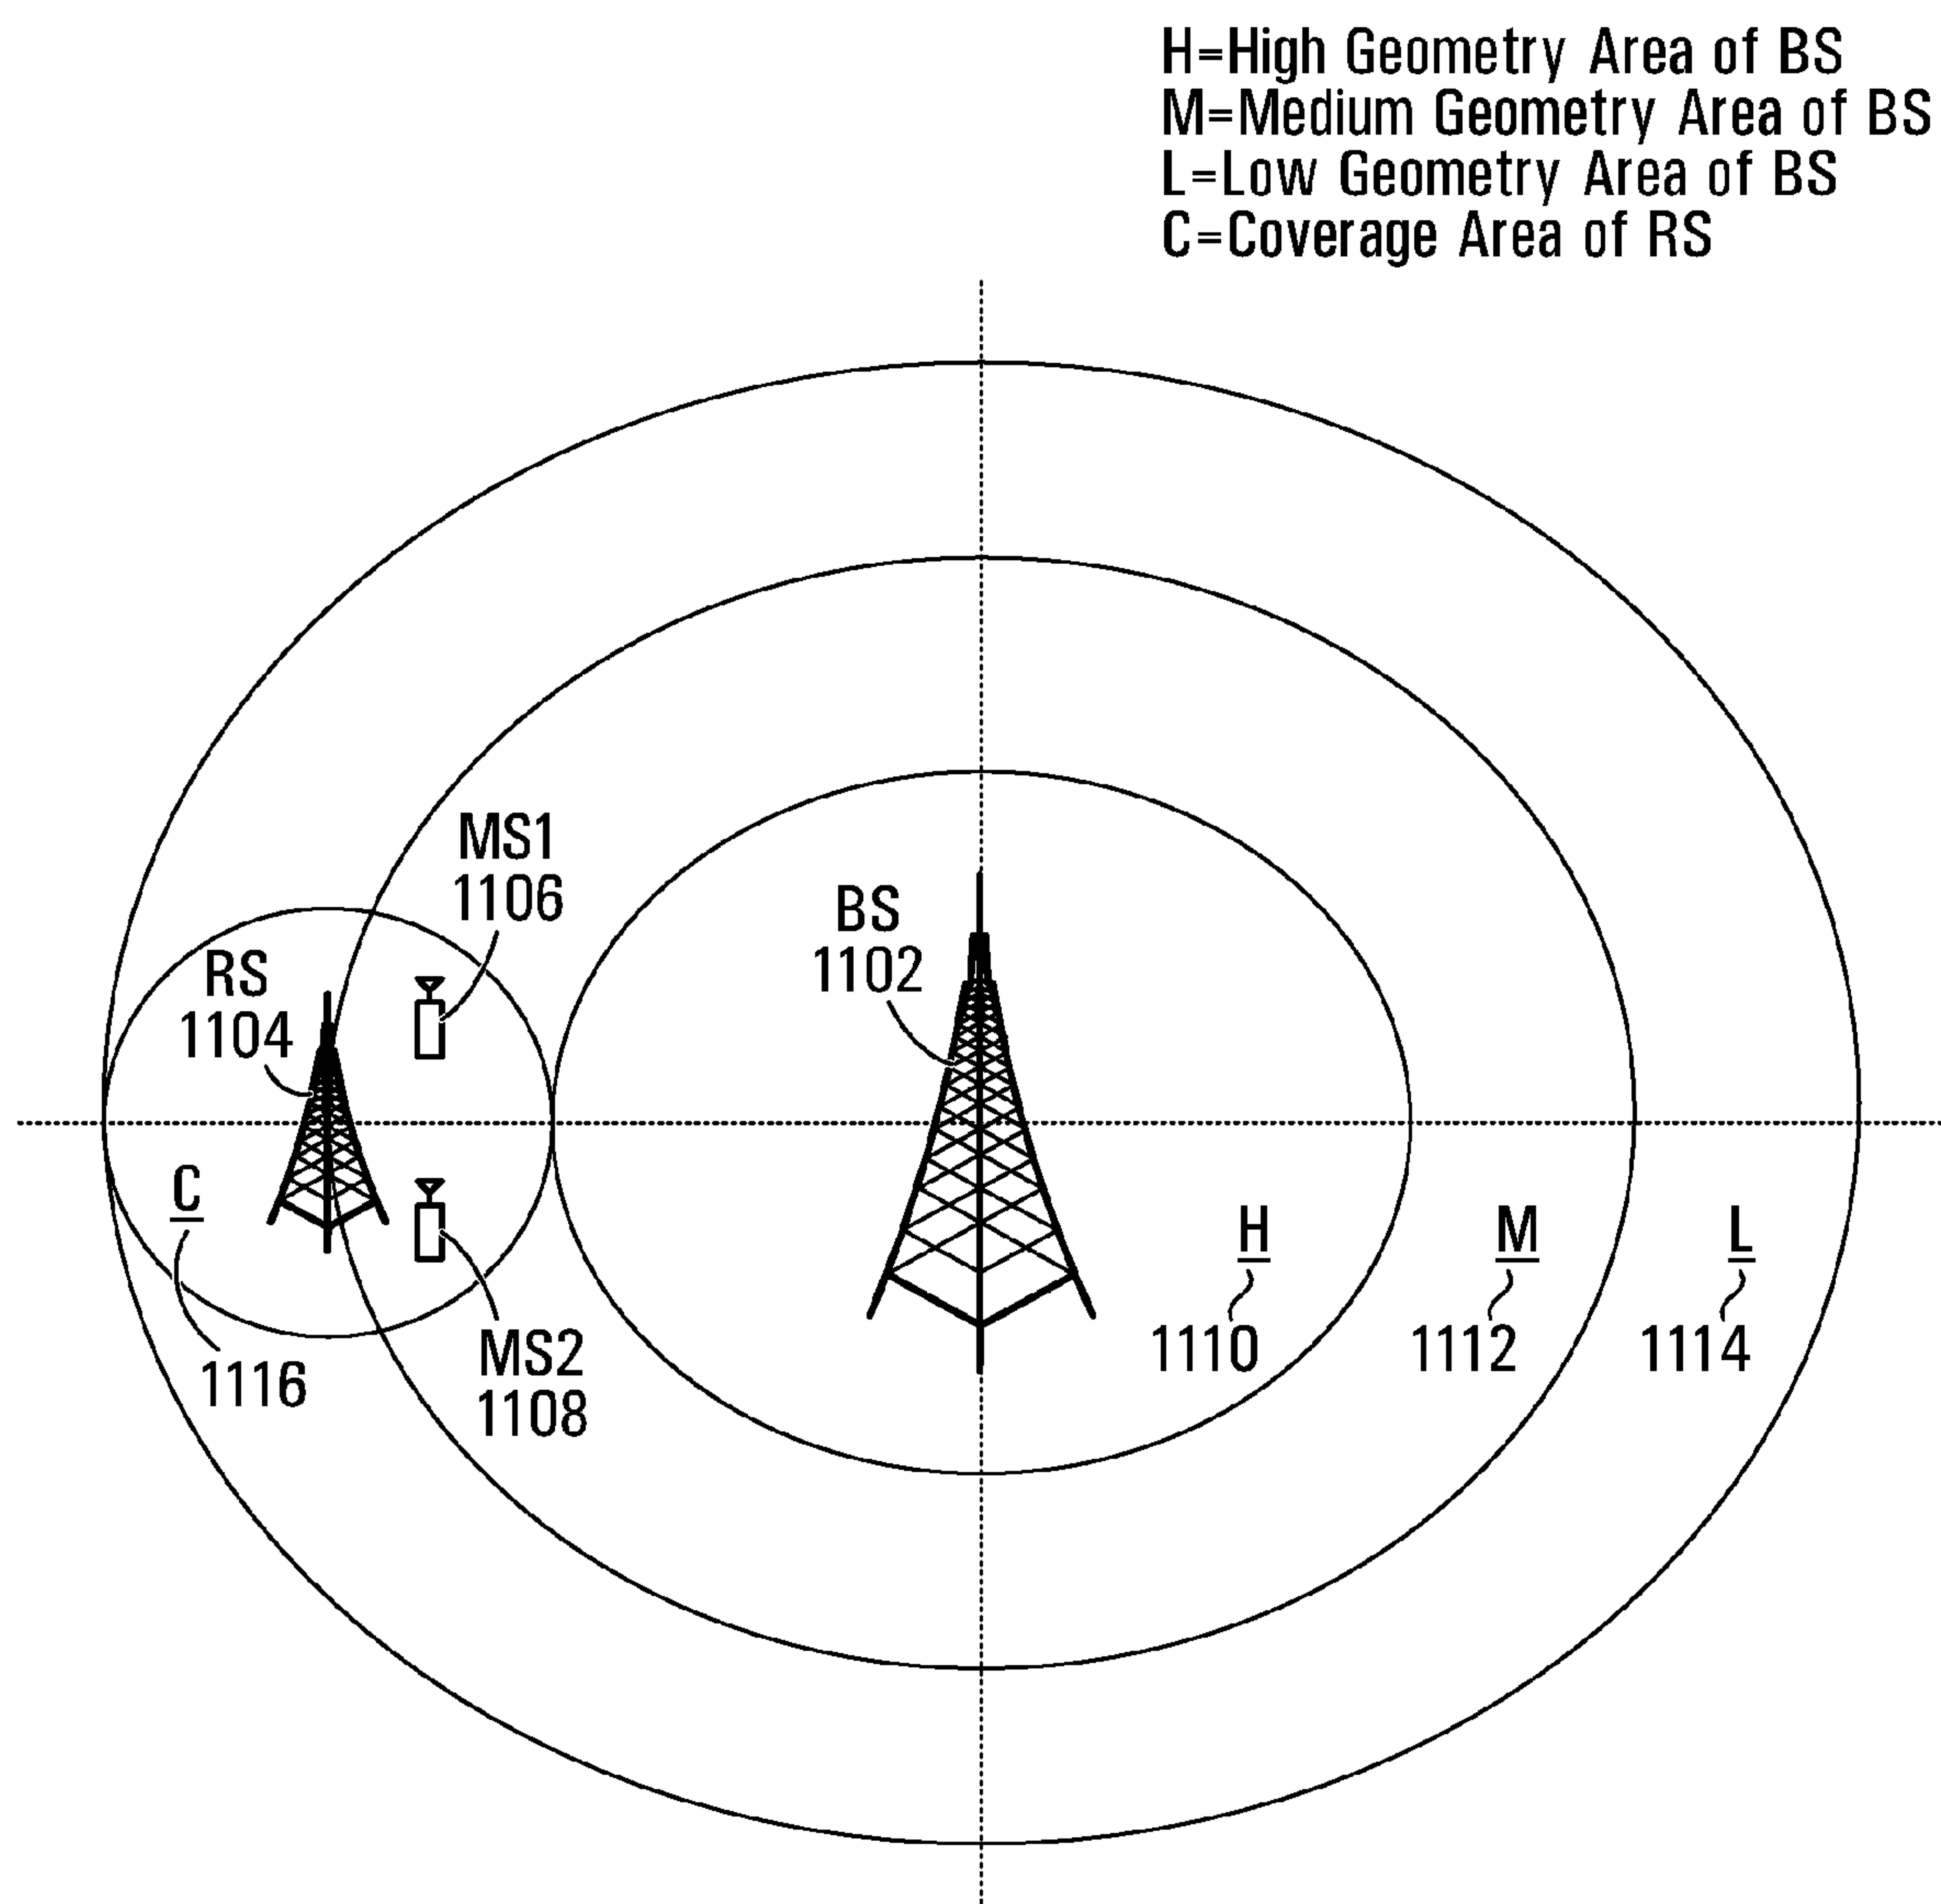 H=High Geometry Area of BS
M=Medium Geometry Area of BS
L=Low Geometry Area of BS
C=Coverage Area of RS
MS1
1106
BS
1102
RS
1104
C
1116
MS2
1108
H
1110
M
1112
L
1114